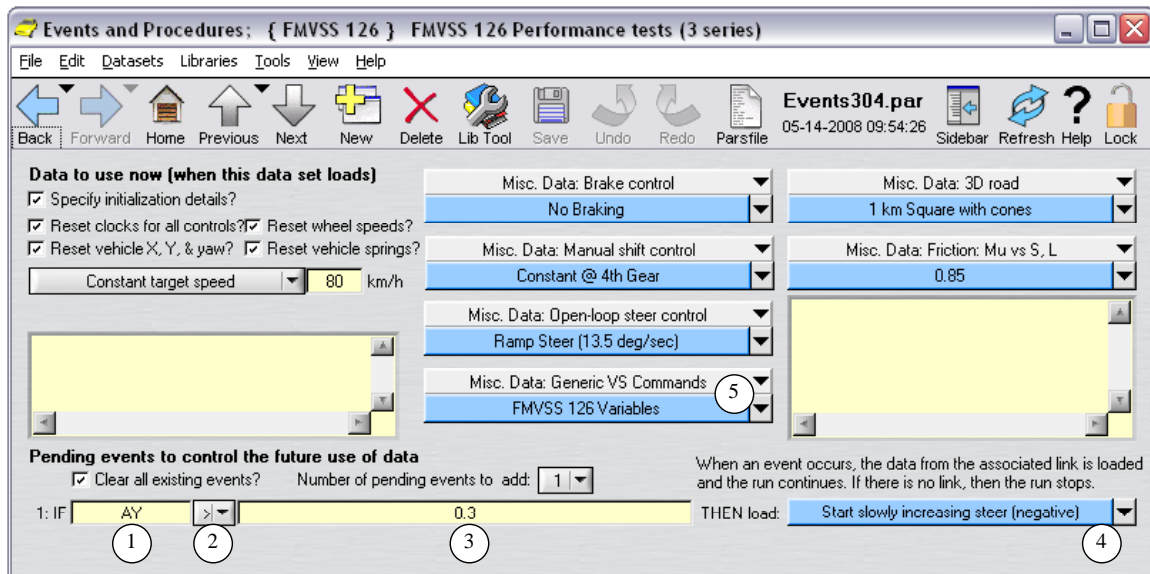 Events and Procedures; { FMVSS 126 } FMVSS 126 Performance tests (3 series)
File Edit Datasets Libraries Tools View Help
Back Forward Home Previous Next New Delete Lib Tool Save Undo Redo Parsfile Sidebar Refresh Help Lock
Events304.par
05-14-2008 09:54:26
Data to use now (when this data set loads)
Specify initialization details?
Reset clocks for all controls? Reset wheel speeds?
Reset vehicle X, Y, & yaw? Reset vehicle springs?
Constant target speed 80 km/h
Misc. Data: Brake control
No Braking
Misc. Data: Manual shift control
Constant @ 4th Gear
Misc. Data: Open-loop steer control
Ramp Steer (13.5 deg/sec)
Misc. Data: Generic VS Commands
FMVSS 126 Variables
5
Misc. Data: 3D road
1 km Square with cones
Misc. Data: Friction: Mu vs S, L
0.85
Pending events to control the future use of data
Clear all existing events? Number of pending events to add: 1
When an event occurs, the data from the associated link is loaded
and the run continues. If there is no link, then the run stops.
1: IF AY > 0.3 THEN load: Start slowly increasing steer (negative)
1 2 3 4